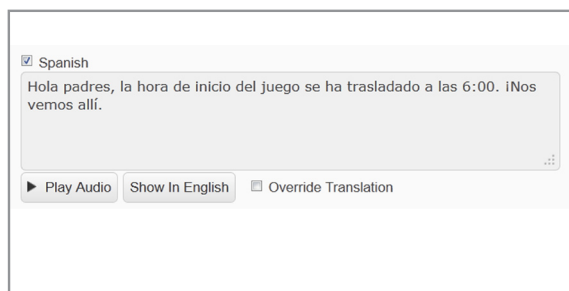 Spanish
Hola padres, la hora de inicio del juego se ha trasladado a las 6:00. ¡Nos
vemos allí.
Play Audio Show In English Override Translation